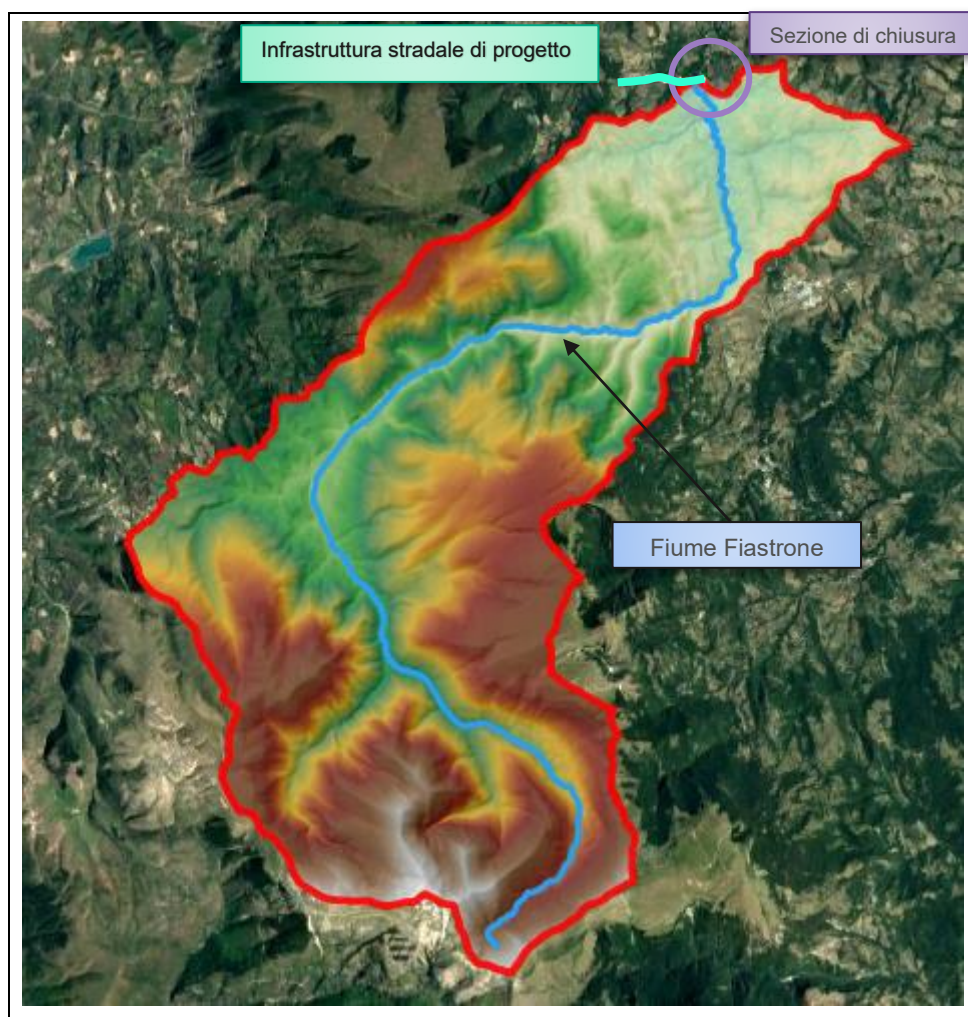 Infrastruttura stradale di progetto
Sezione di chiusura
Fiume Fiastrone